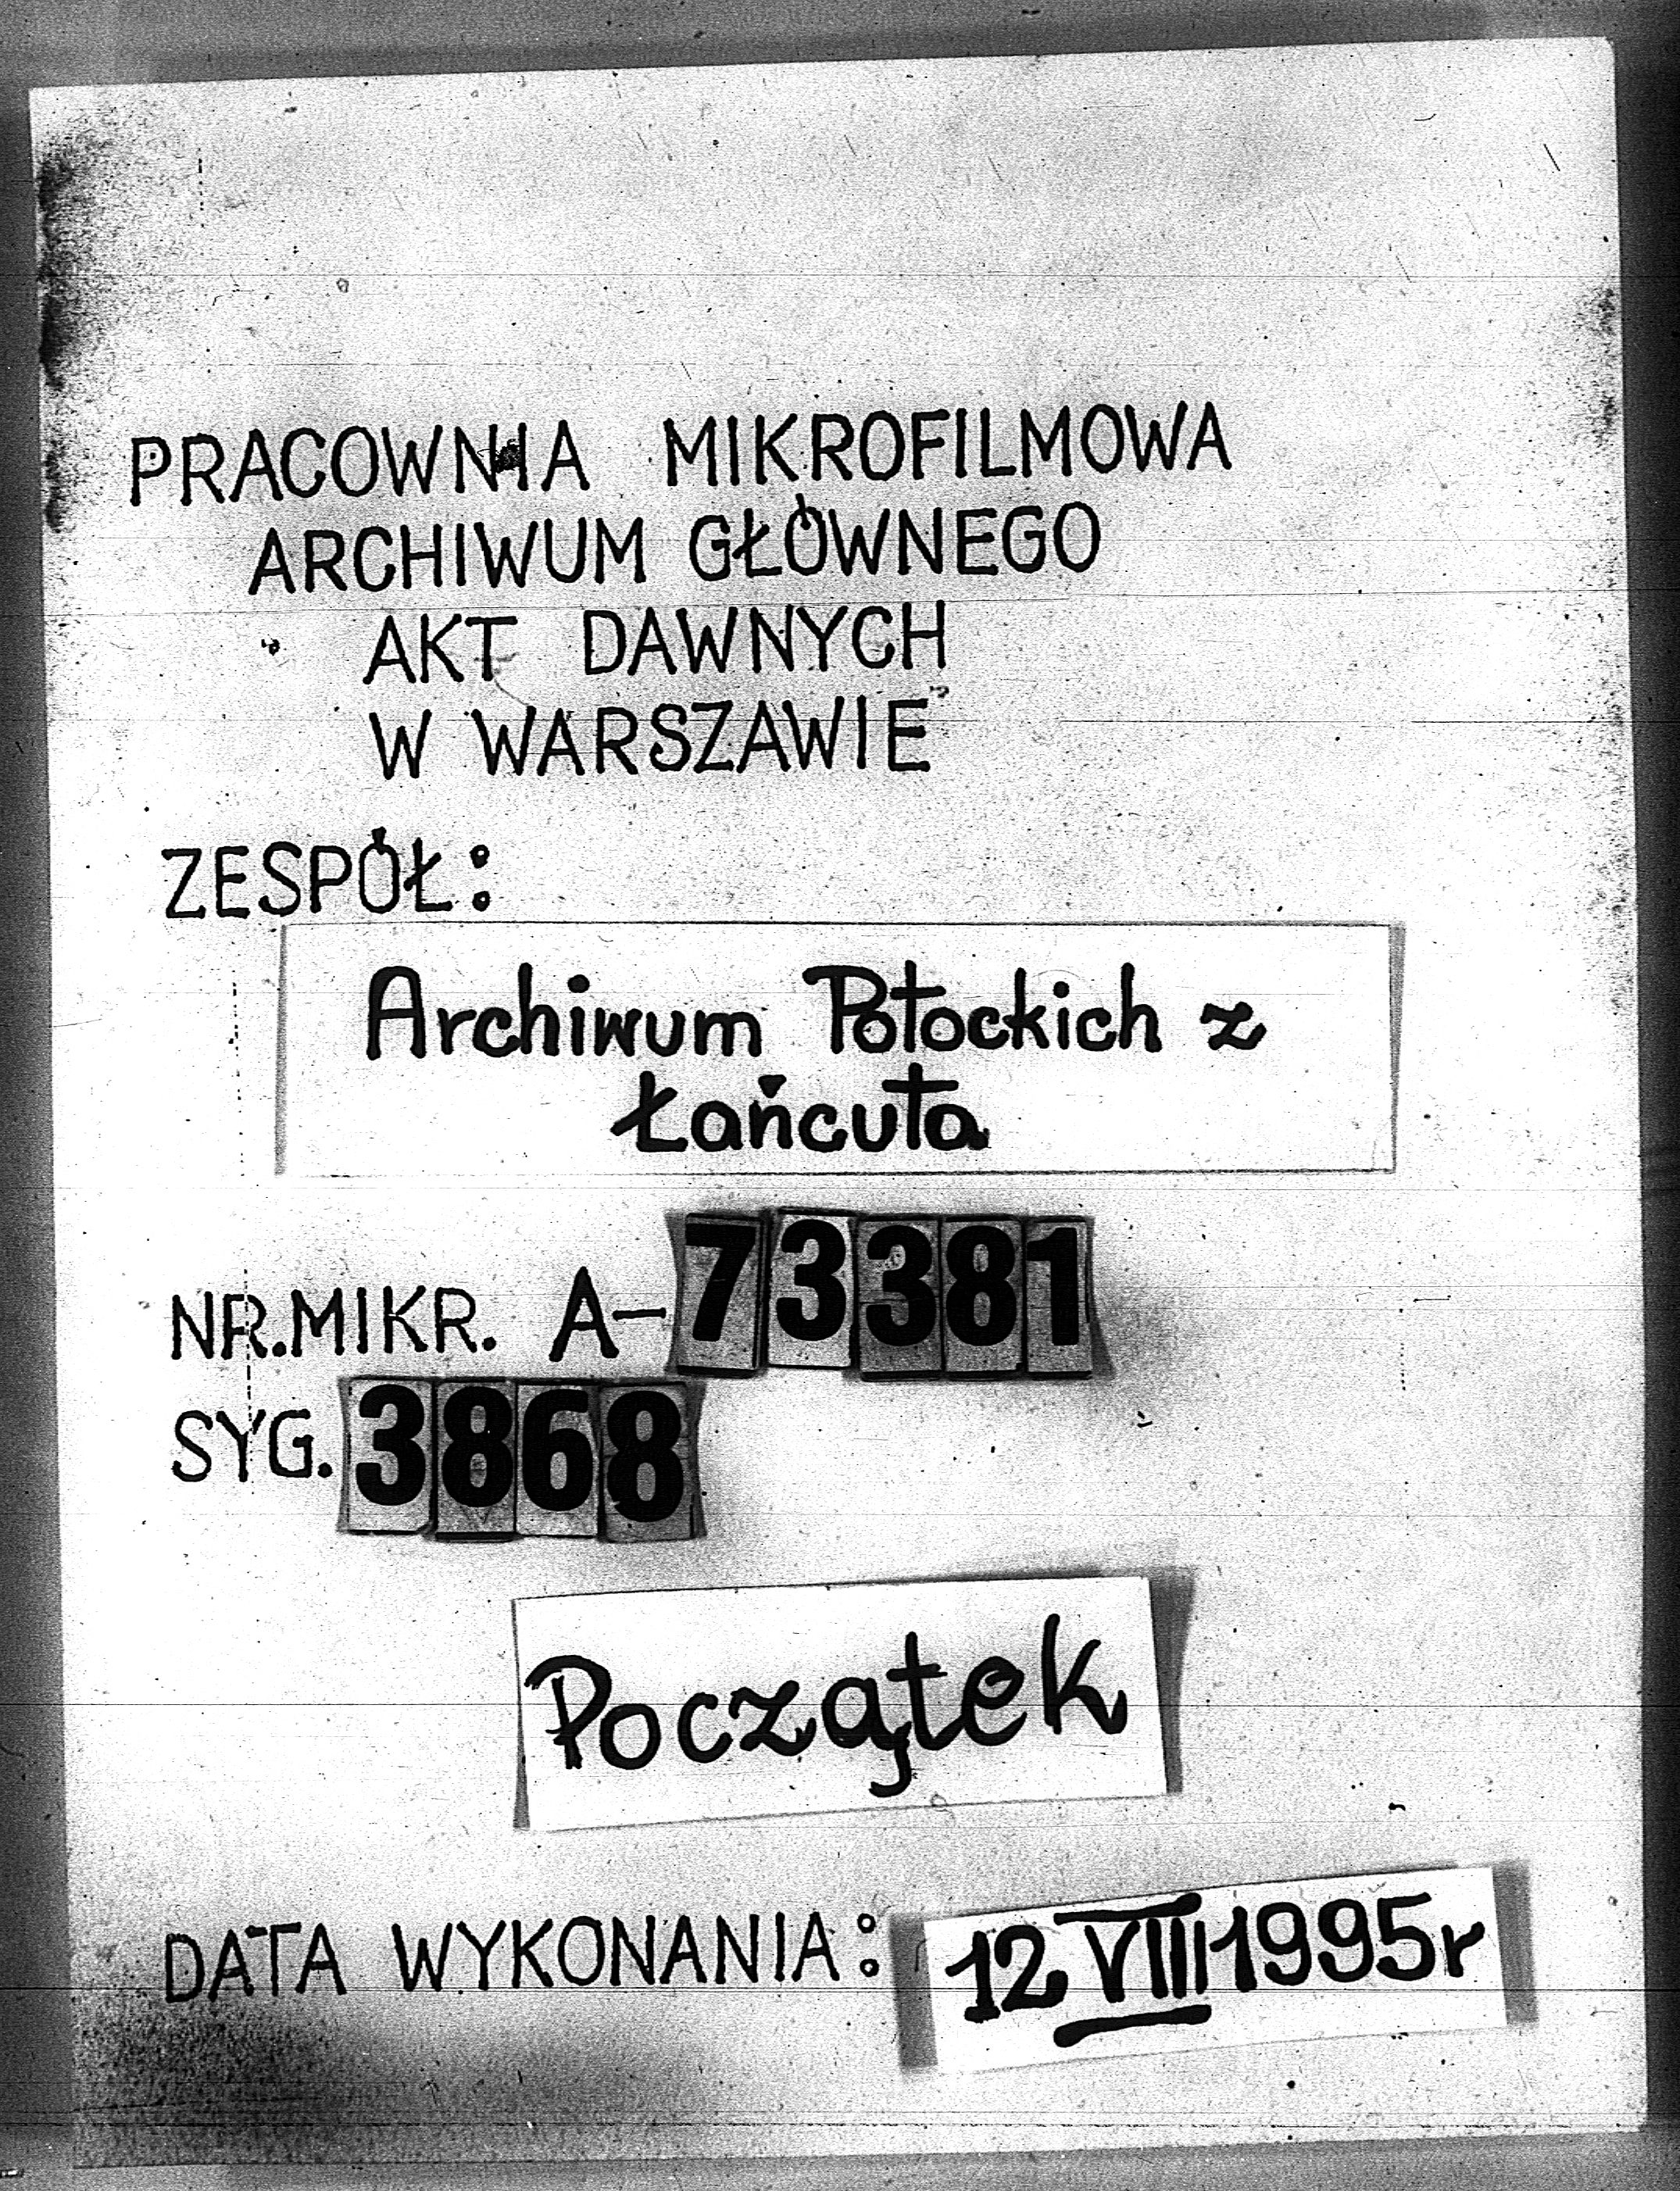 PRACOWNIA MIKROFILMOWA
ARCHIWUM GŁÓWNEGO
AKT DAWNYCH
W WARSZAWIE
ZESPÓŁ:
Archiwum Potockich z
Łańcuta
NR.MIKR. A-73381
SYG. 3868
Początek
DATA WYKONANIA: 12 VIII 1995r